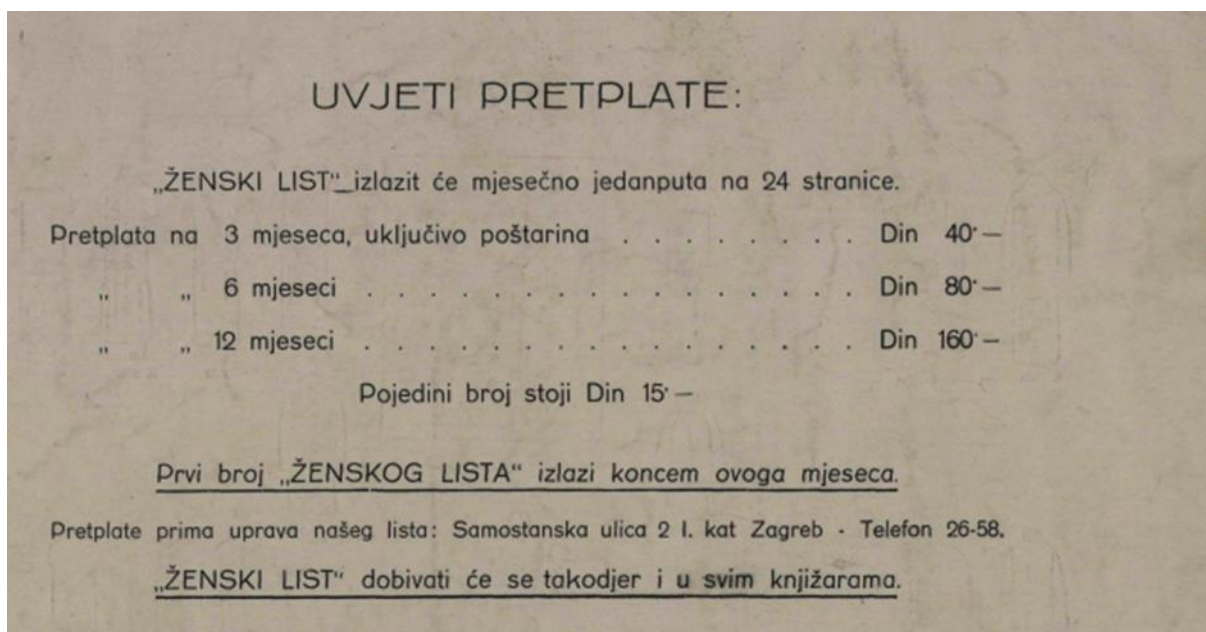 UVJETI PRETPLATE:
„ŽENSKI LIST“ izlazit će mjesečno jedanputa na 24 stranice.
Pretplata na 3 mjeseca, uključivo poštarina . . . . . . . . Din 40·—
„ „ 6 mjeseci . . . . . . . . . . . . . . . . Din 80·—
„ „ 12 mjeseci . . . . . . . . . . . . . . . . Din 160·—
Pojedini broj stoji Din 15·—
Prvi broj „ŽENSKOG LISTA“ izlazi koncem ovoga mjeseca.
Pretplate prima uprava našeg lista: Samostanska ulica 2 I. kat Zagreb - Telefon 26-58.
„ŽENSKI LIST“ dobivati će se takodjer i u svim knjižarama.